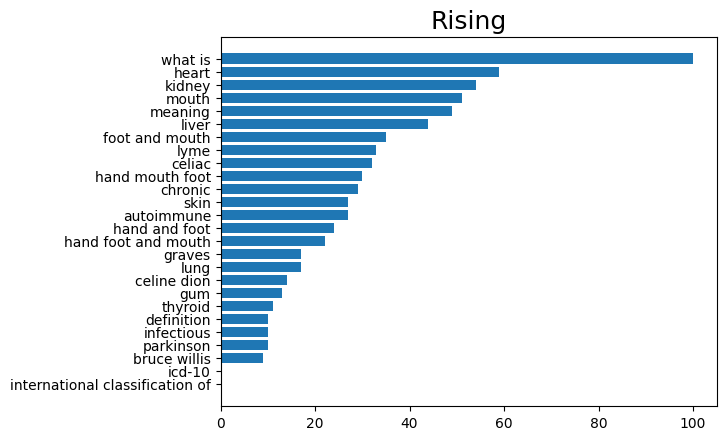 Rising
what is
heart
kidney
mouth
meaning
liver
foot and mouth
lyme
celiac
hand mouth foot
chronic
skin
autoimmune
hand and foot
hand foot and mouth
graves
lung
celine dion
gum
thyroid
definition
infectious
parkinson
bruce willis
icd-10
international classification of
0 20 40 60 80 100